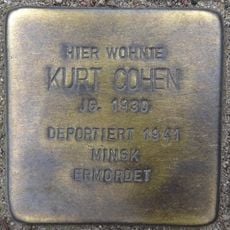 HIER WOHNTE
KURT COHEN
JG. 1930
DEPORTIERT 1941
MINSK
ERMORDET